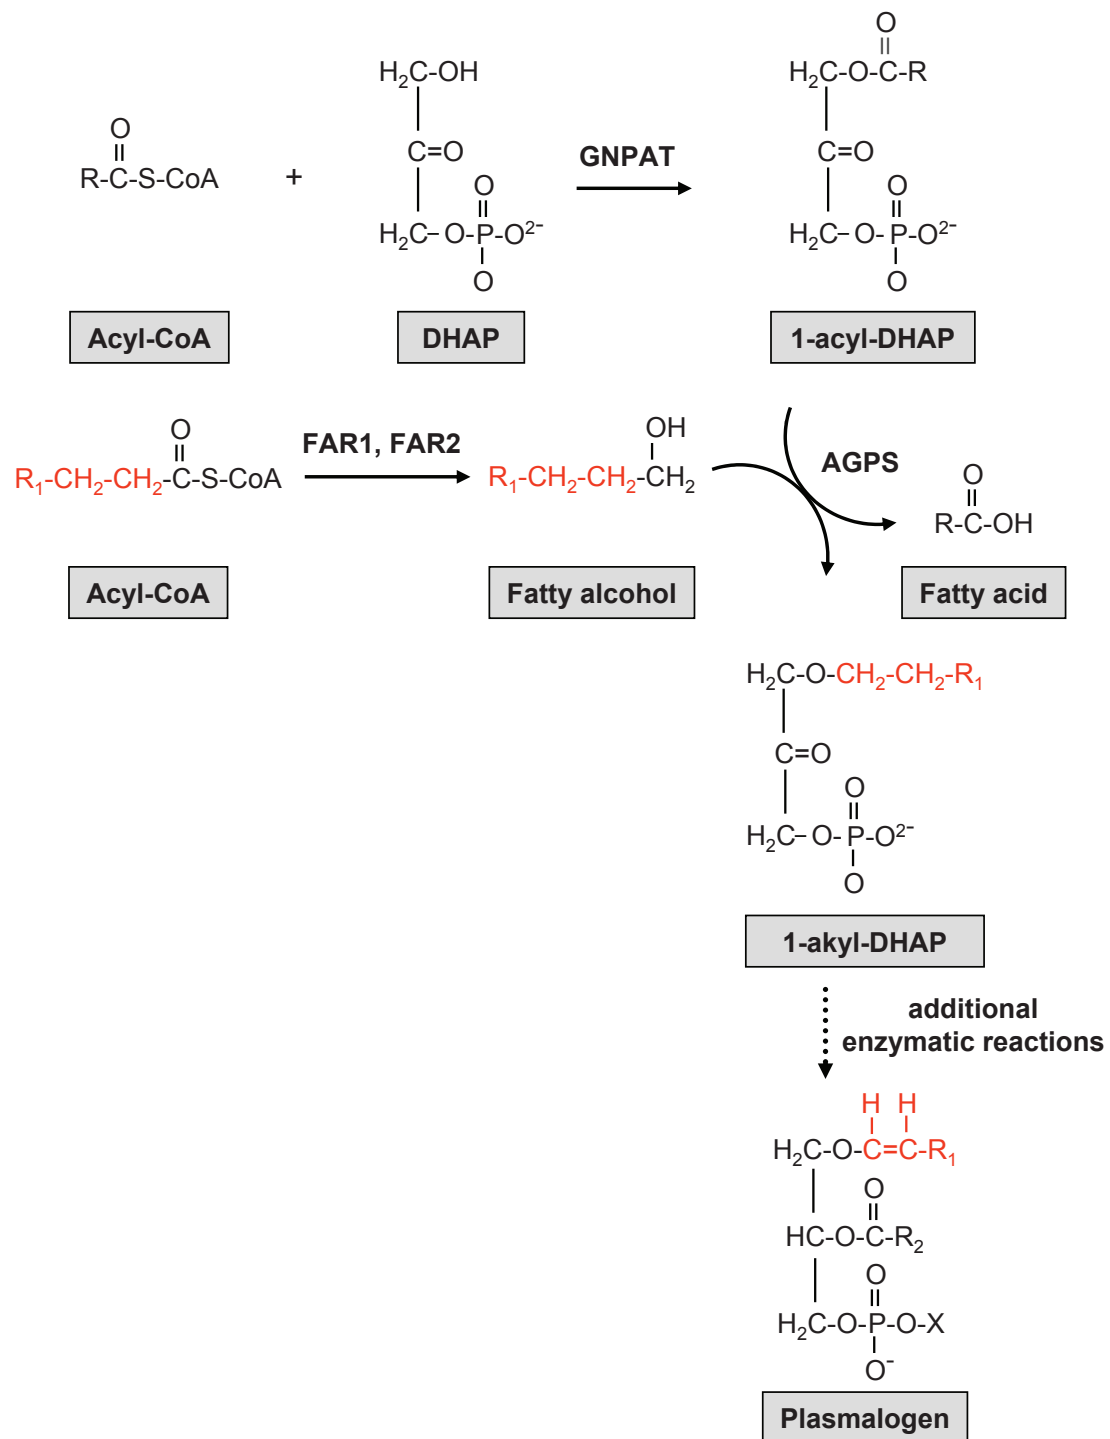 O
H₂C-OH
H₂C-O-C-R
O
R-C-S-CoA
+
C=O
GNPAT
C=O
O
O
H₂C-O-P-O²⁻
H₂C-O-P-O²⁻
O
O
Acyl-CoA
DHAP
1-acyl-DHAP
O
R₁-CH₂-CH₂-C-S-CoA
FAR1, FAR2
OH
R₁-CH₂-CH₂-CH₂
AGPS
O
R-C-OH
Acyl-CoA
Fatty alcohol
Fatty acid
H₂C-O-CH₂-CH₂-R₁
C=O
O
H₂C-O-P-O²⁻
O
1-akyl-DHAP
additional
enzymatic reactions
H H
H₂C-O-C=C-R₁
O
HC-O-C-R₂
O
H₂C-O-P-O-X
O⁻
Plasmalogen